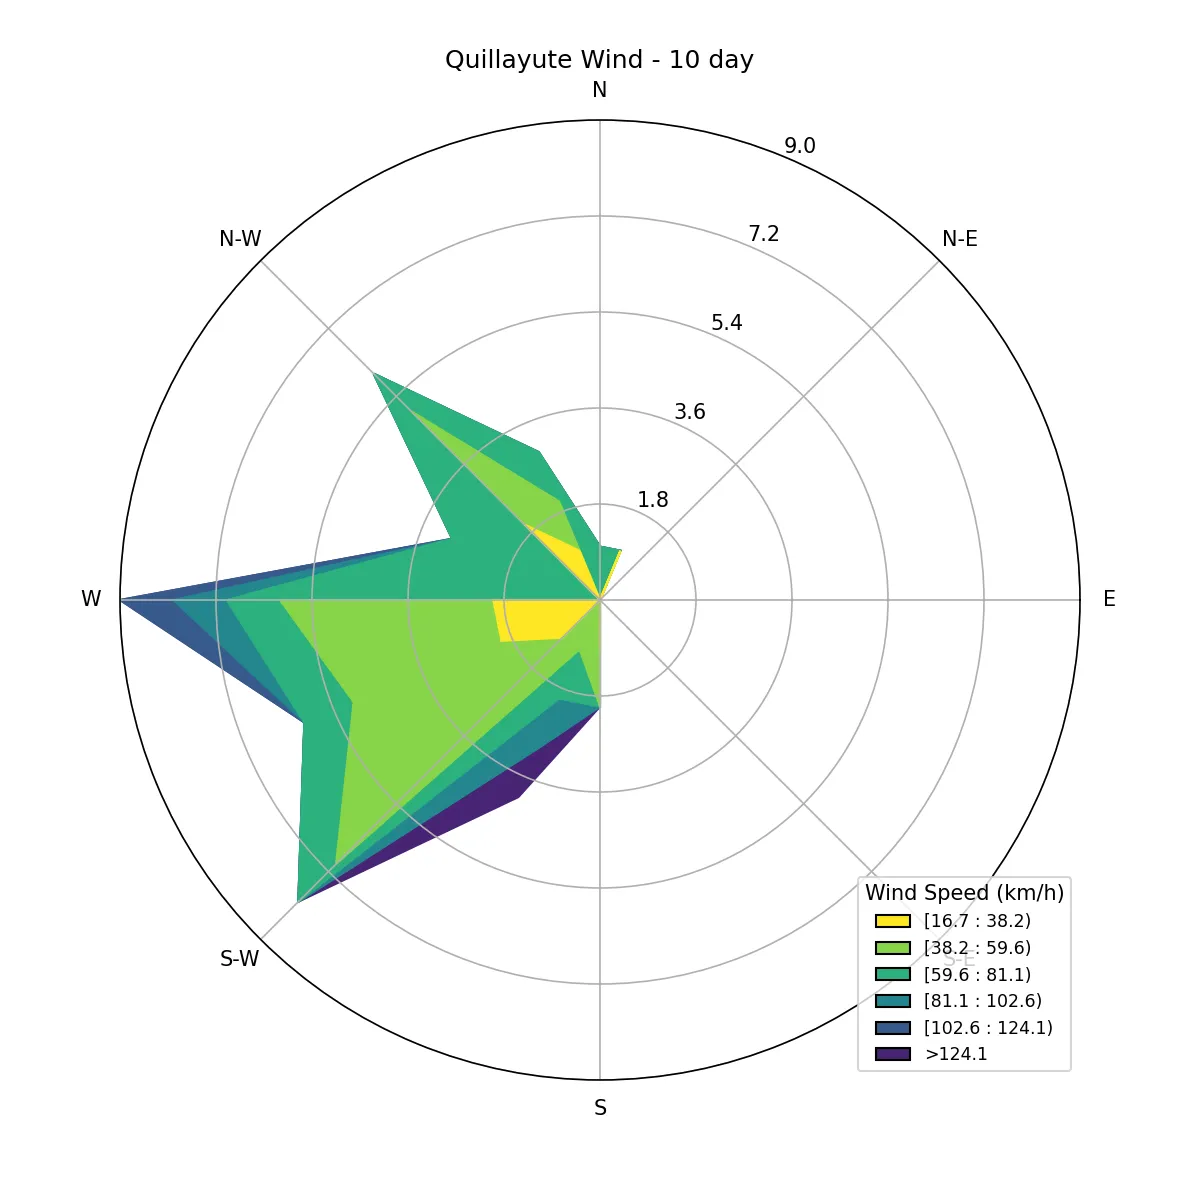 Quillayute Wind - 10 day
N
9.0
N-W
N-E
7.2
5.4
3.6
1.8
W
E
Wind Speed (km/h)
[16.7 : 38.2)
[38.2 : 59.6)
S-W
S-E
[59.6 : 81.1)
[81.1 : 102.6)
[102.6 : 124.1)
>124.1
S